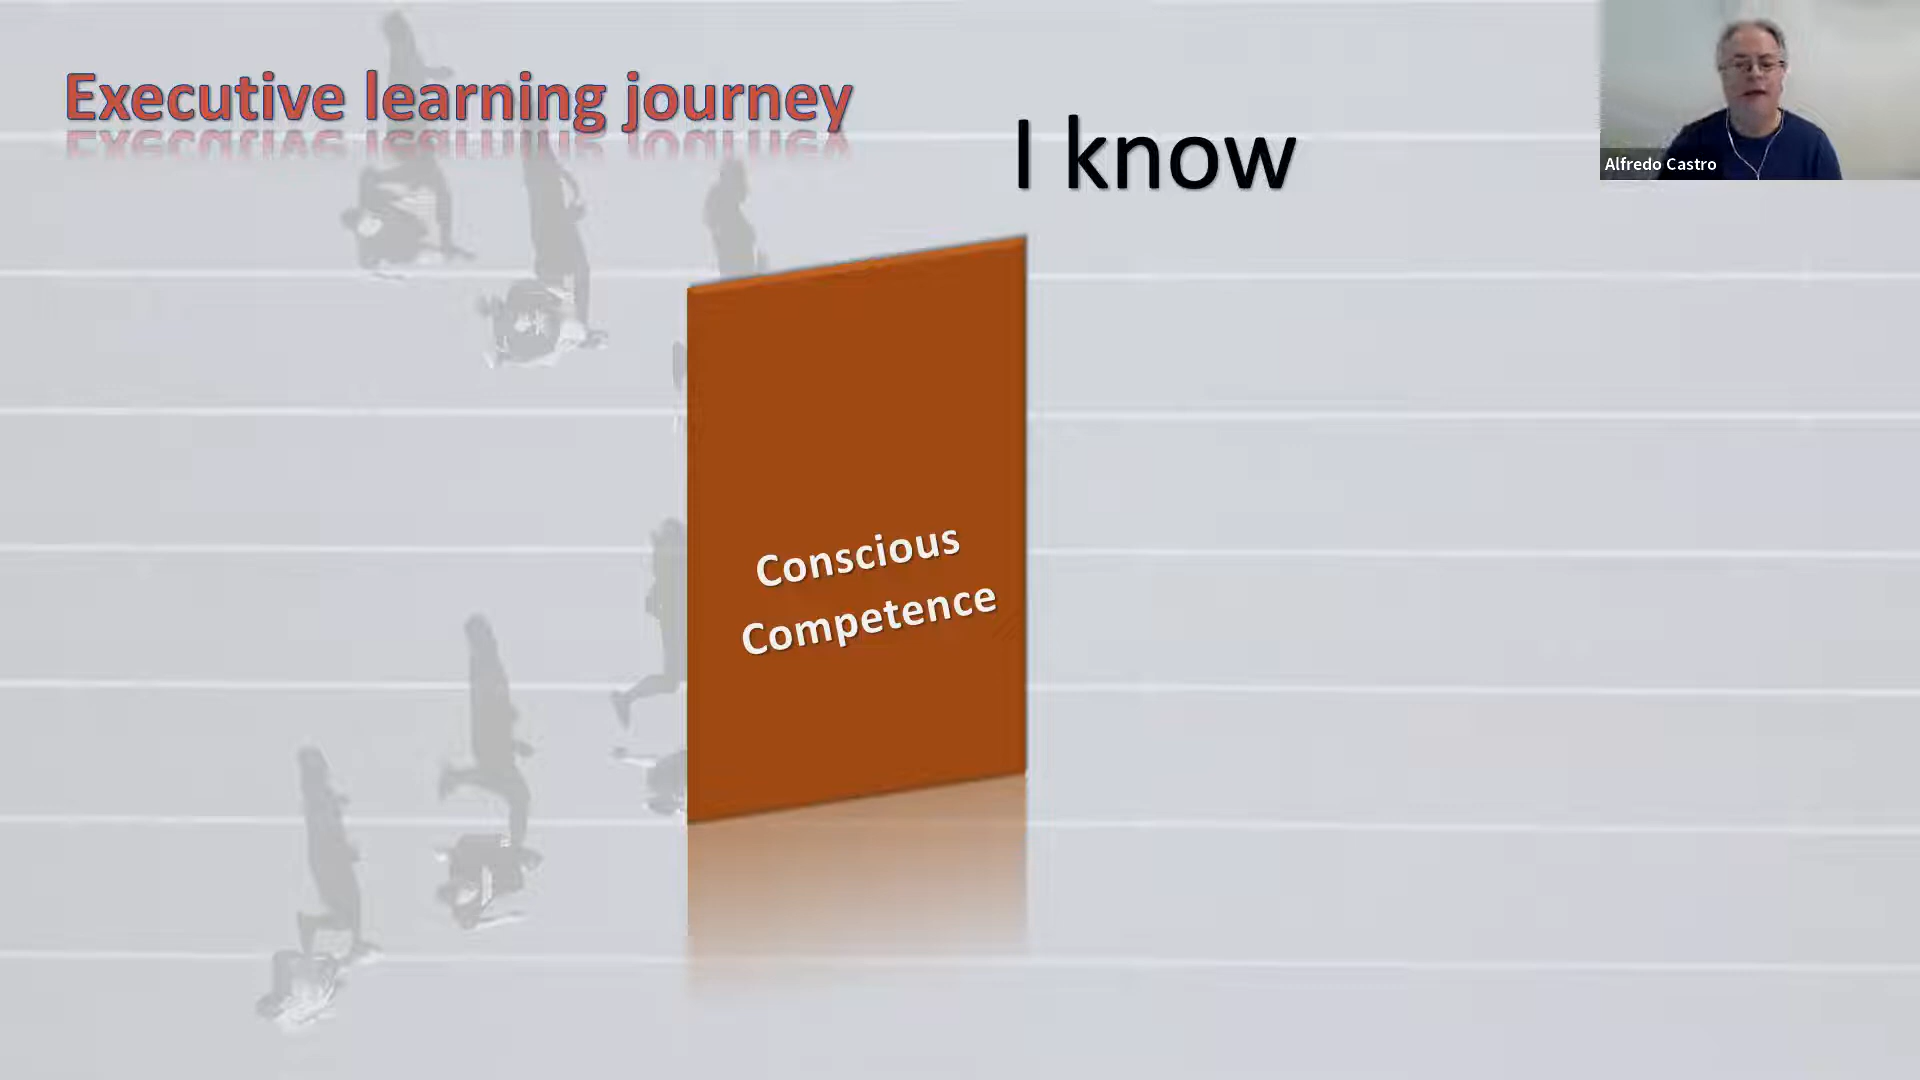 Executive learning journey
I know
Alfredo Castro
Conscious
Competence